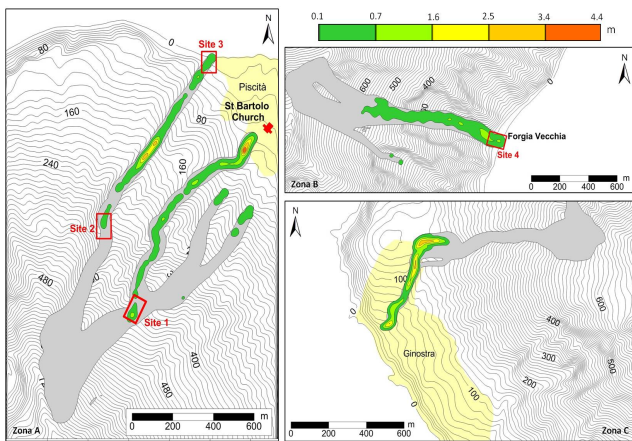 N
0
80
Site 3
Piscità
St Bartolo
Church
80
160
160
240
Site 2
480
480
Site 1
400
480
0 200 400 600
m
Zona A
0.1 0.7 1.6 2.5 3.4 4.4
m
N
600
500
400
0
Forgia Vecchia
Site 4
0 200 400 600
m
Zona B
N
100
0
Ginostra
600
400
300
500
200
100
0
0 200 400 600
m
Zona C